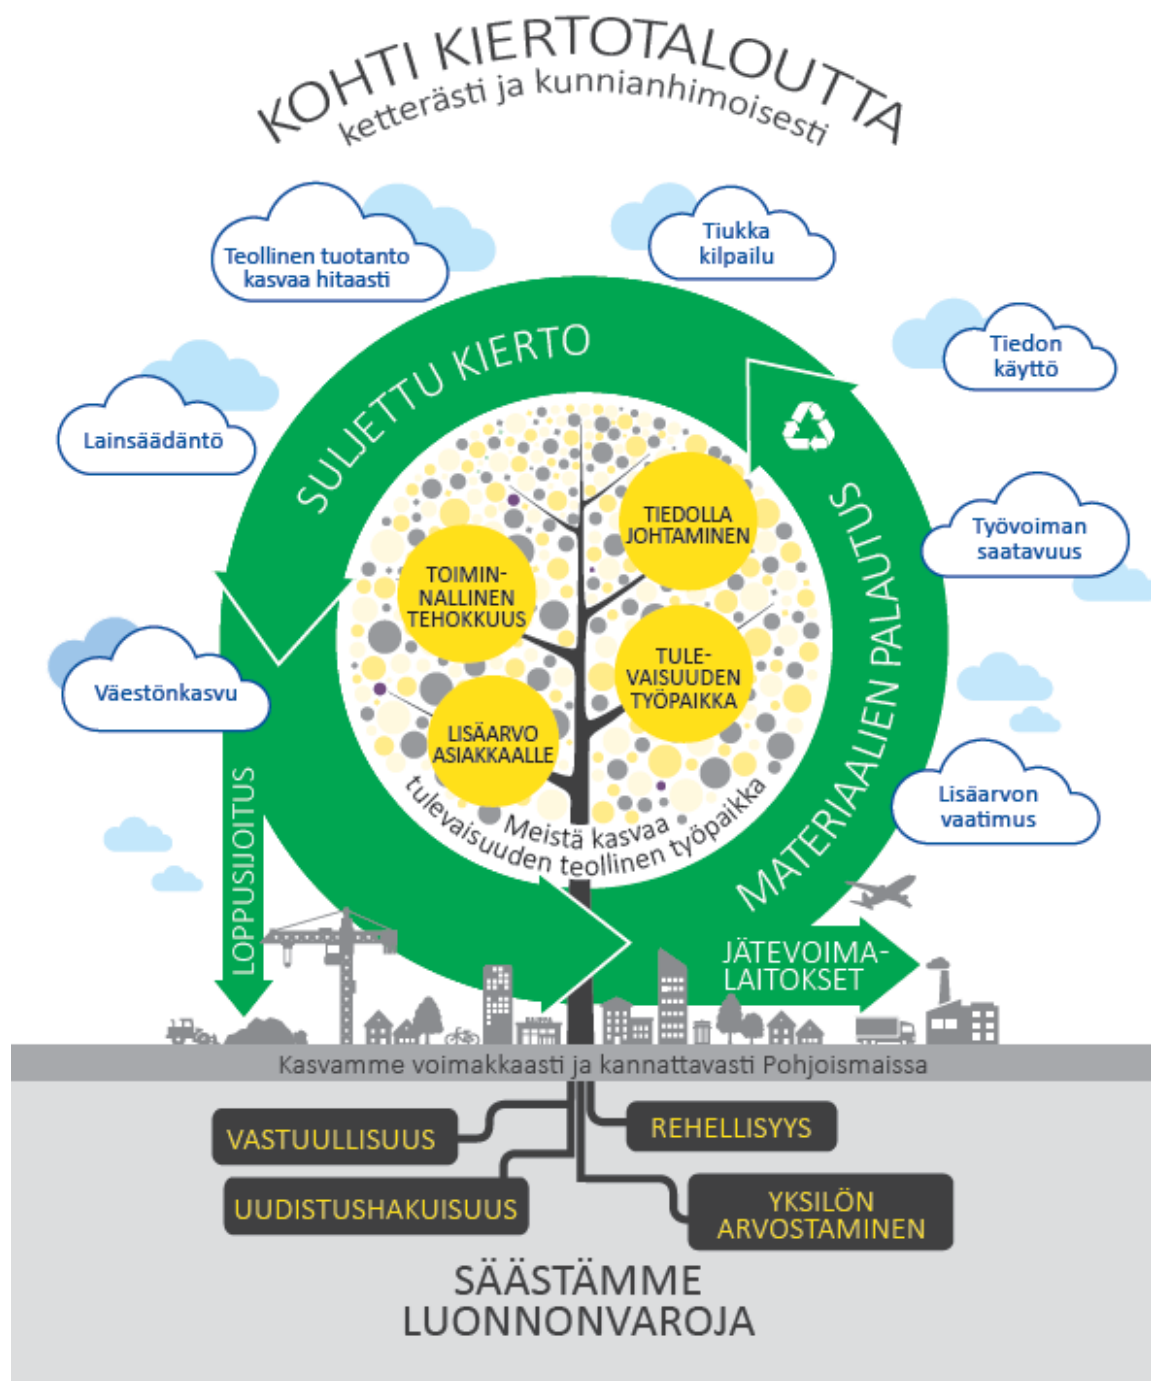 KOHTI KIERTOTALOUTTA
ketterästi ja kunnianhimoisesti
Teollinen tuotanto
kasvaa hitaasti
Tiukka
kilpailu
Tiedon
käyttö
Lainsäädäntö
Työvoiman
saatavuus
Väestönkasvu
Lisäarvon
vaatimus
SULJETTU KIERTO
MATERIAALIEN PALAUTUS
LOPPUSIJOITUS
JÄTEVOIMA-
LAITOKSET
TIEDOLLA
JOHTAMINEN
TOIMIN-
NALLINEN
TEHOKKUUS
TULE-
VAISUUDEN
TYÖPAIKKA
LISÄARVO
ASIAKKAALLE
Meistä kasvaa
tulevaisuuden teollinen työpaikka
Kasvamme voimakkaasti ja kannattavasti Pohjoismaissa
VASTUULLISUUS
REHELLISYYS
UUDISTUSHAKUISUUS
YKSILÖN
ARVOSTAMINEN
SÄÄSTÄMME
LUONNONVAROJA